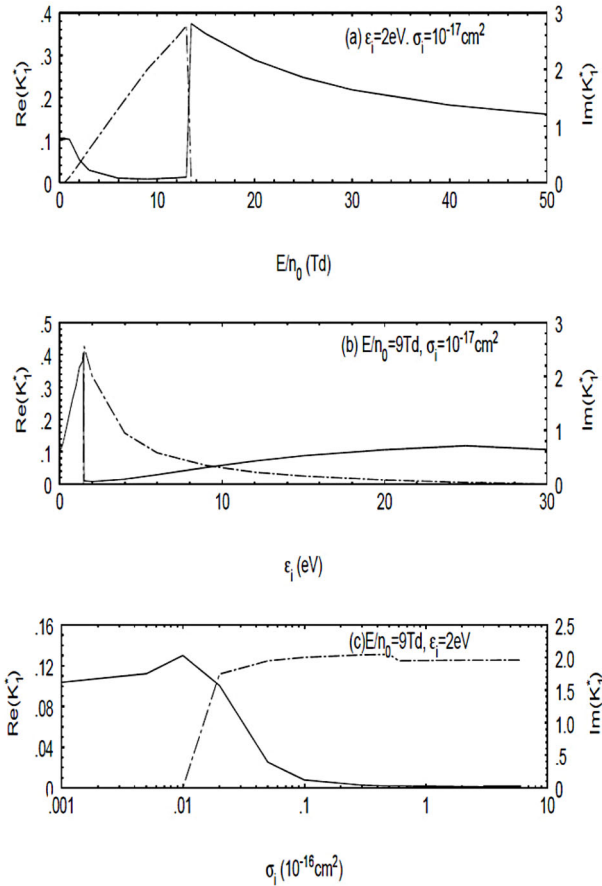 (a) εᵢ=2eV. σᵢ=10⁻¹⁷cm²
Re(K*₁)
.4
.3
.2
.1
0
3
2
1
0
Im(K*₁)
0 10 20 30 40 50
E/n₀ (Td)
(b) E/n₀=9Td, σᵢ=10⁻¹⁷cm²
Re(K*₁)
.5
.4
.3
.2
.1
0
3
2
1
0
Im(K*₁)
0 10 20 30
εᵢ (eV)
(c)E/n₀=9Td, εᵢ=2eV
Re(K*₁)
.16
.12
.08
.04
0
2.5
2.0
1.5
1.0
.5
0
Im(K*₁)
.001 .01 .1 1 10
σᵢ (10⁻¹⁶cm²)